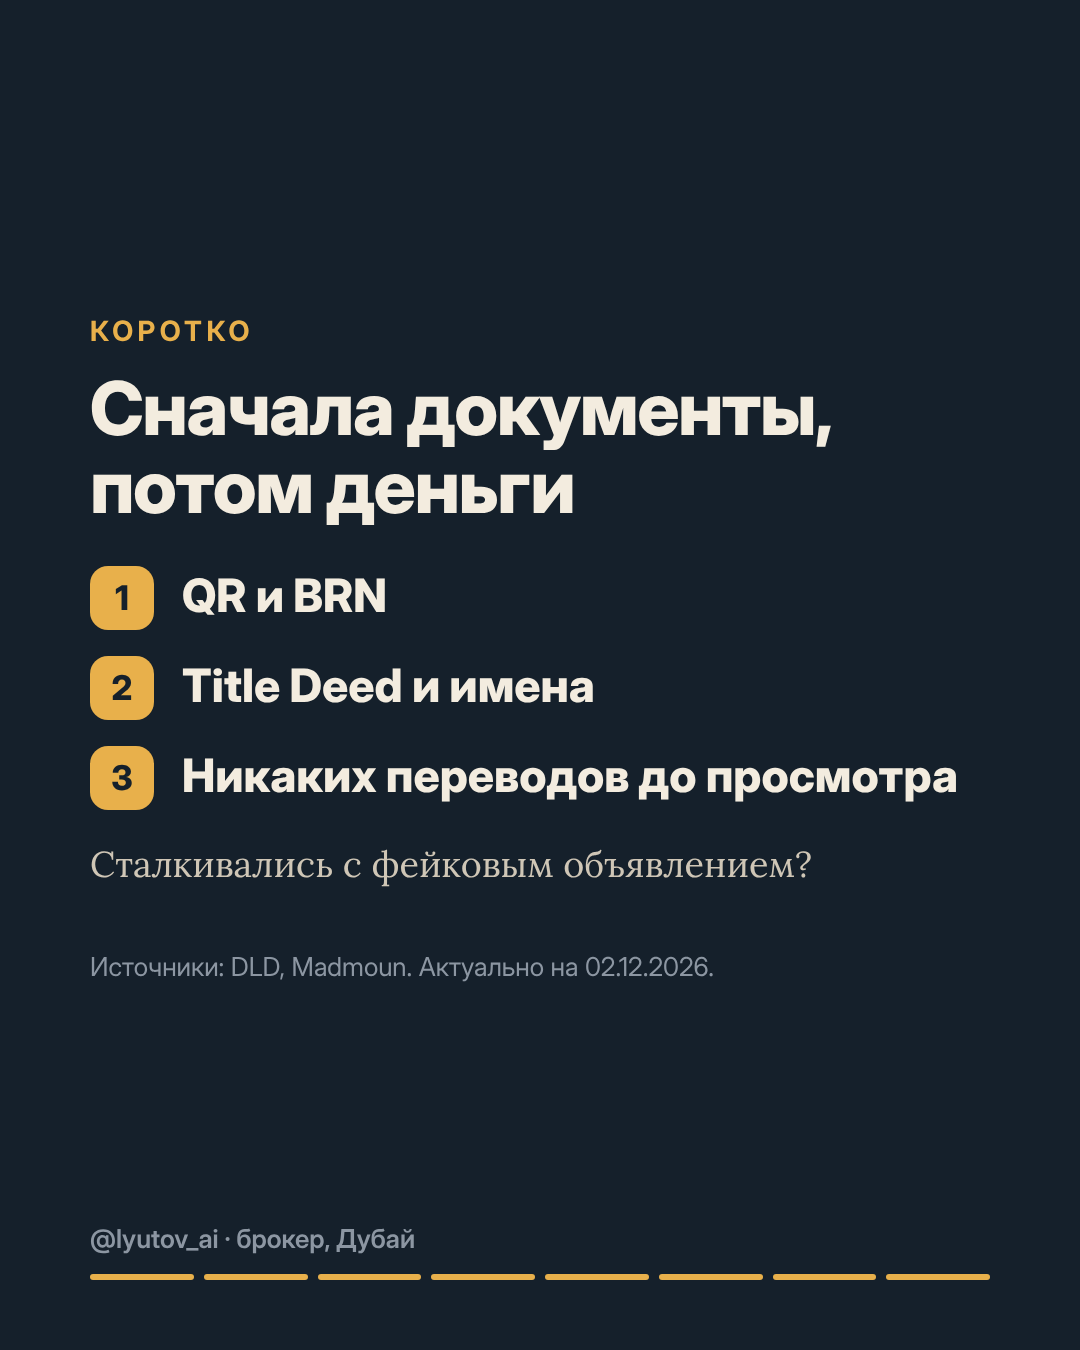 КОРОТКО
Сначала документы,
потом деньги
1 QR и BRN
2 Title Deed и имена
3 Никаких переводов до просмотра
Сталкивались с фейковым объявлением?
Источники: DLD, Madmoun. Актуально на 02.12.2026.
@lyutov_ai · брокер, Дубай